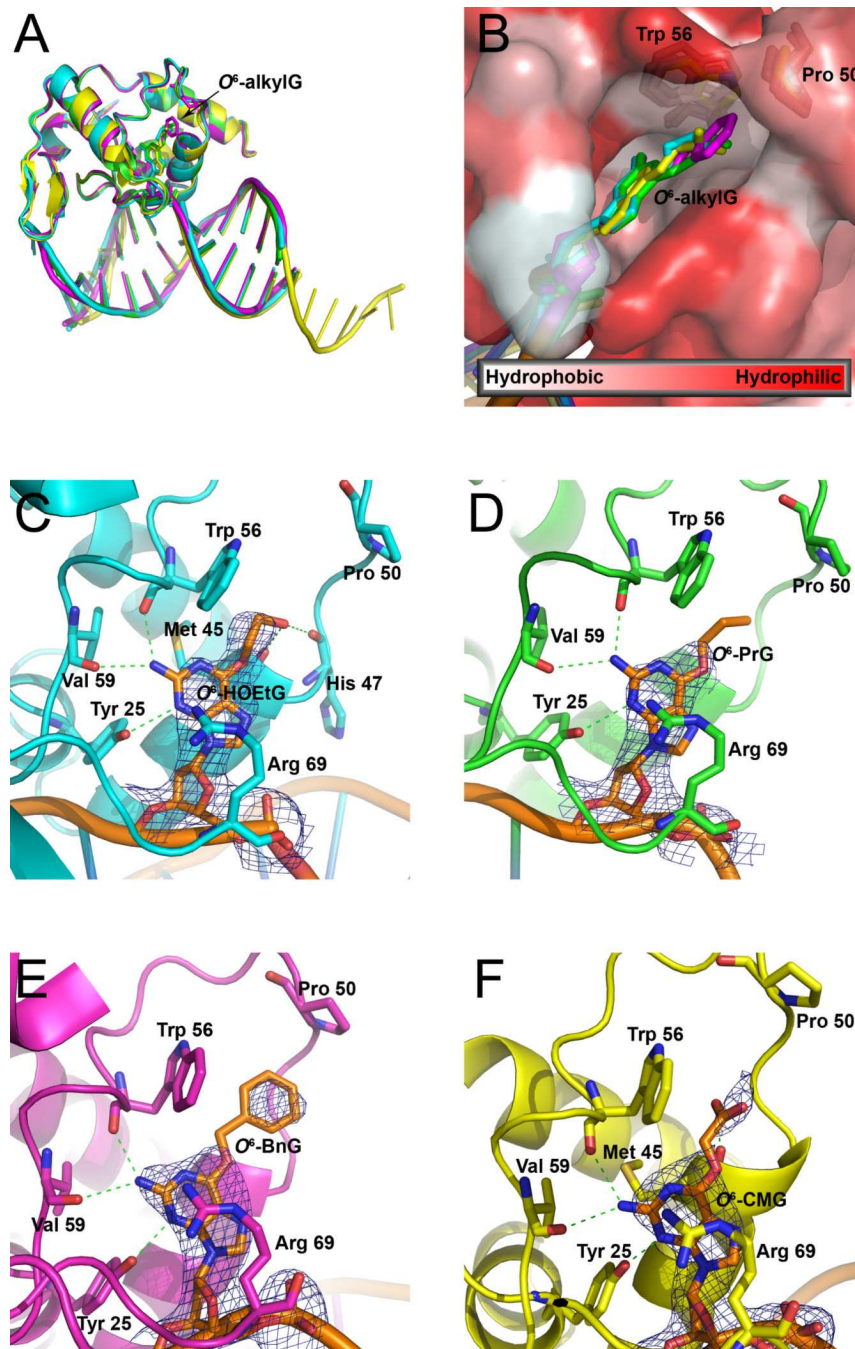 A
O⁶-alkylG
B
Trp 56
Pro 50
O⁶-alkylG
Hydrophobic Hydrophilic
C
Trp 56
Pro 50
Met 45
Val 59
O⁶-HOEtG
His 47
Tyr 25
Arg 69
D
Trp 56
Pro 50
Val 59
O⁶-PrG
Tyr 25
Arg 69
E
Pro 50
Trp 56
O⁶-BnG
Val 59
Arg 69
Tyr 25
F
Pro 50
Trp 56
Met 45
Val 59
O⁶-CMG
Tyr 25
Arg 69